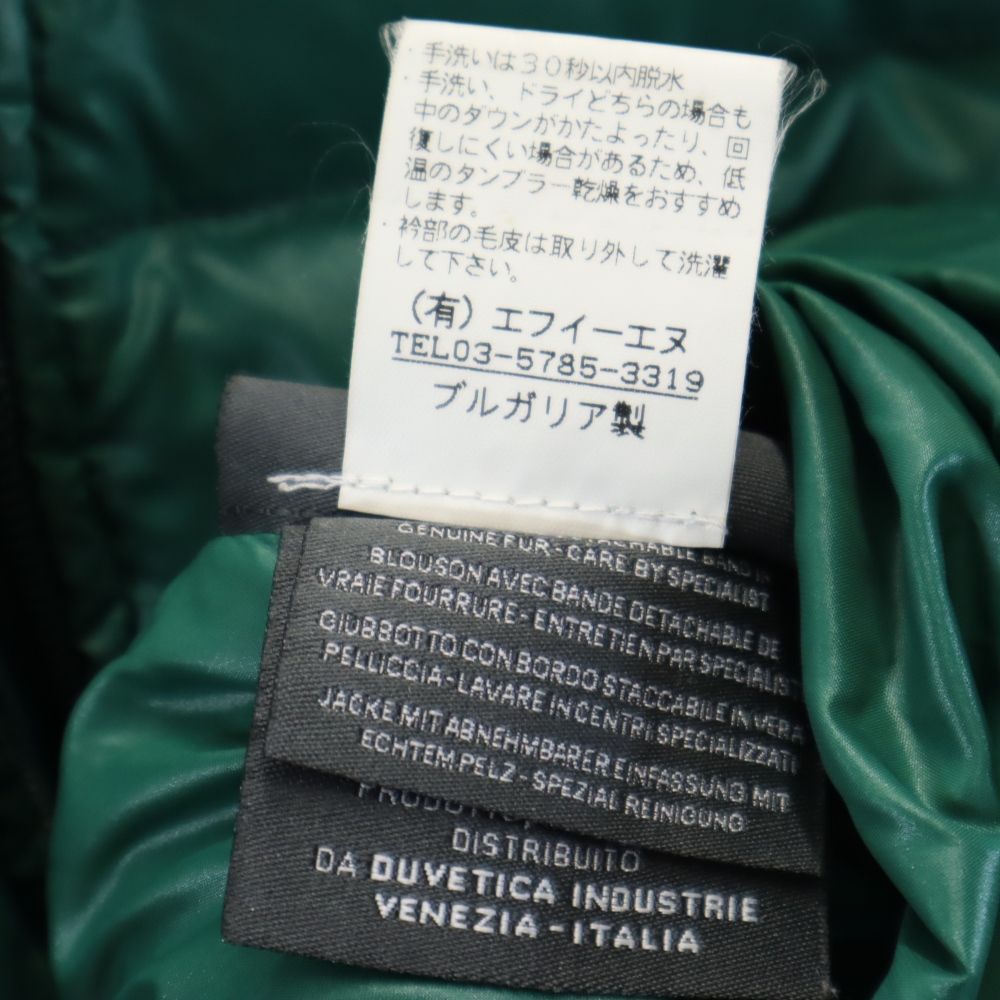 ・手洗いは30秒以内脱水
・手洗い、ドライどちらの場合も
中のダウンがかたよったり、回
復しにくい場合があるため、低
温のタンブラー乾燥をおすすめ
します。
・衿部の毛皮は取り外して洗濯
して下さい。
(有) エフイーエヌ
TEL03-5785-3319
ブルガリア製
GENUINE FUR - CARE BY SPECIALIST
BLOUSON AVEC BANDE DETACHABLE DE
VRAIE FOURRURE - ENTRETIEN PAR SPECIALIST
GIUBBOTTO CON BORDO STACCABILE IN VERA
PELLICCIA - LAVARE IN CENTRI SPECIALIZZATI
JACKE MIT ABNEHMBARER EINFASSUNG MIT
ECHTEM PELZ - SPEZIAL REINIGUNG
DISTRIBUITO
DA DUVETICA INDUSTRIE
VENEZIA - ITALIA